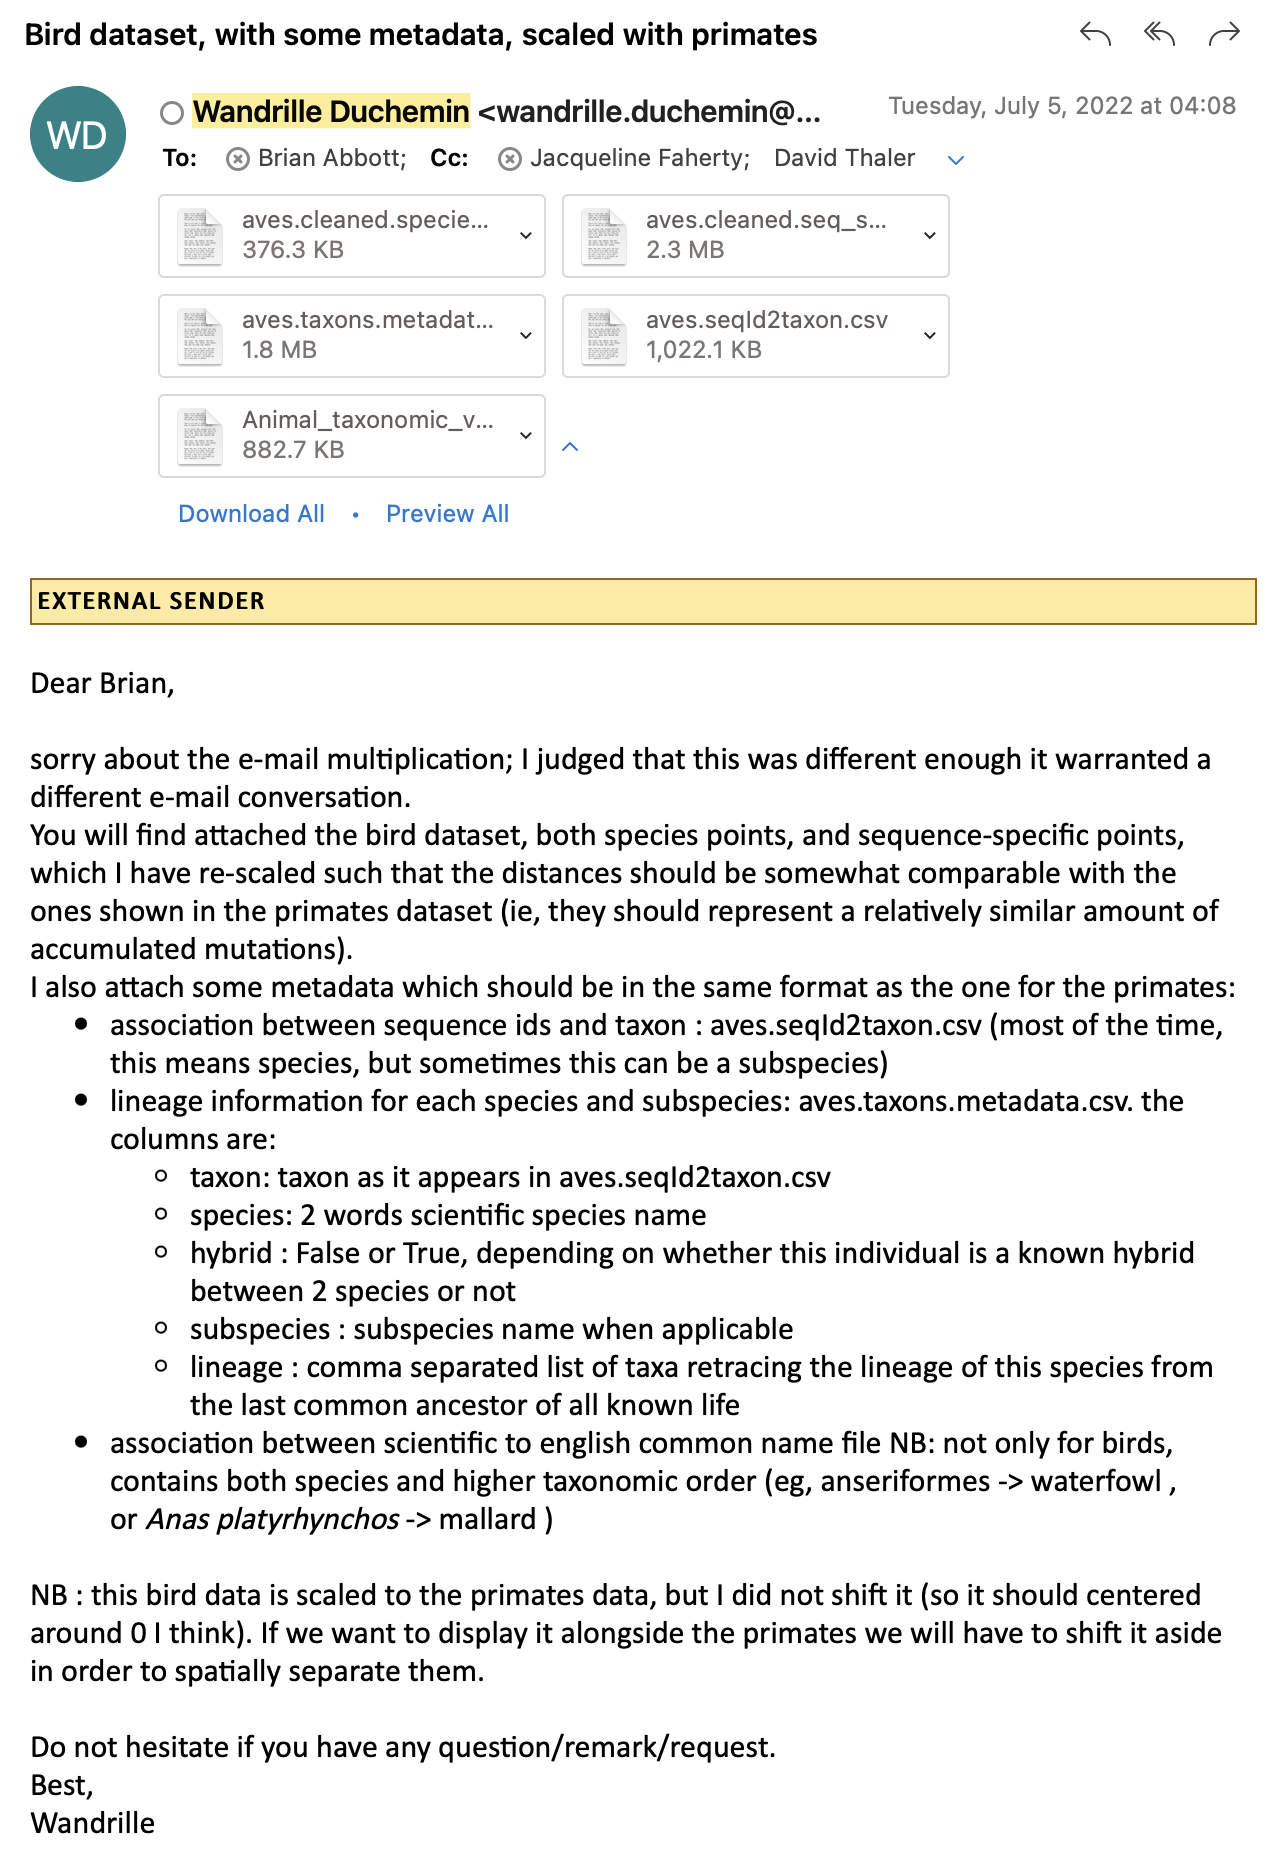 Bird dataset, with some metadata, scaled with primates
WD
Wandrille Duchemin <wandrille.duchemin@...
Tuesday, July 5, 2022 at 04:08
To: Brian Abbott; Cc: Jacqueline Faherty; David Thaler
aves.cleaned.specie...
376.3 KB
aves.cleaned.seq_s...
2.3 MB
aves.taxons.metadat...
1.8 MB
aves.seqId2taxon.csv
1,022.1 KB
Animal_taxonomic_v...
882.7 KB
Download All • Preview All
EXTERNAL SENDER
Dear Brian,
sorry about the e-mail multiplication; I judged that this was different enough it warranted a
different e-mail conversation.
You will find attached the bird dataset, both species points, and sequence-specific points,
which I have re-scaled such that the distances should be somewhat comparable with the
ones shown in the primates dataset (ie, they should represent a relatively similar amount of
accumulated mutations).
I also attach some metadata which should be in the same format as the one for the primates:
• association between sequence ids and taxon : aves.seqId2taxon.csv (most of the time,
this means species, but sometimes this can be a subspecies)
• lineage information for each species and subspecies: aves.taxons.metadata.csv. the
columns are:
o taxon: taxon as it appears in aves.seqId2taxon.csv
o species: 2 words scientific species name
o hybrid : False or True, depending on whether this individual is a known hybrid
between 2 species or not
o subspecies : subspecies name when applicable
o lineage : comma separated list of taxa retracing the lineage of this species from
the last common ancestor of all known life
• association between scientific to english common name file NB: not only for birds,
contains both species and higher taxonomic order (eg, anseriformes -> waterfowl ,
or Anas platyrhynchos -> mallard )
NB : this bird data is scaled to the primates data, but I did not shift it (so it should centered
around 0 I think). If we want to display it alongside the primates we will have to shift it aside
in order to spatially separate them.
Do not hesitate if you have any question/remark/request.
Best,
Wandrille